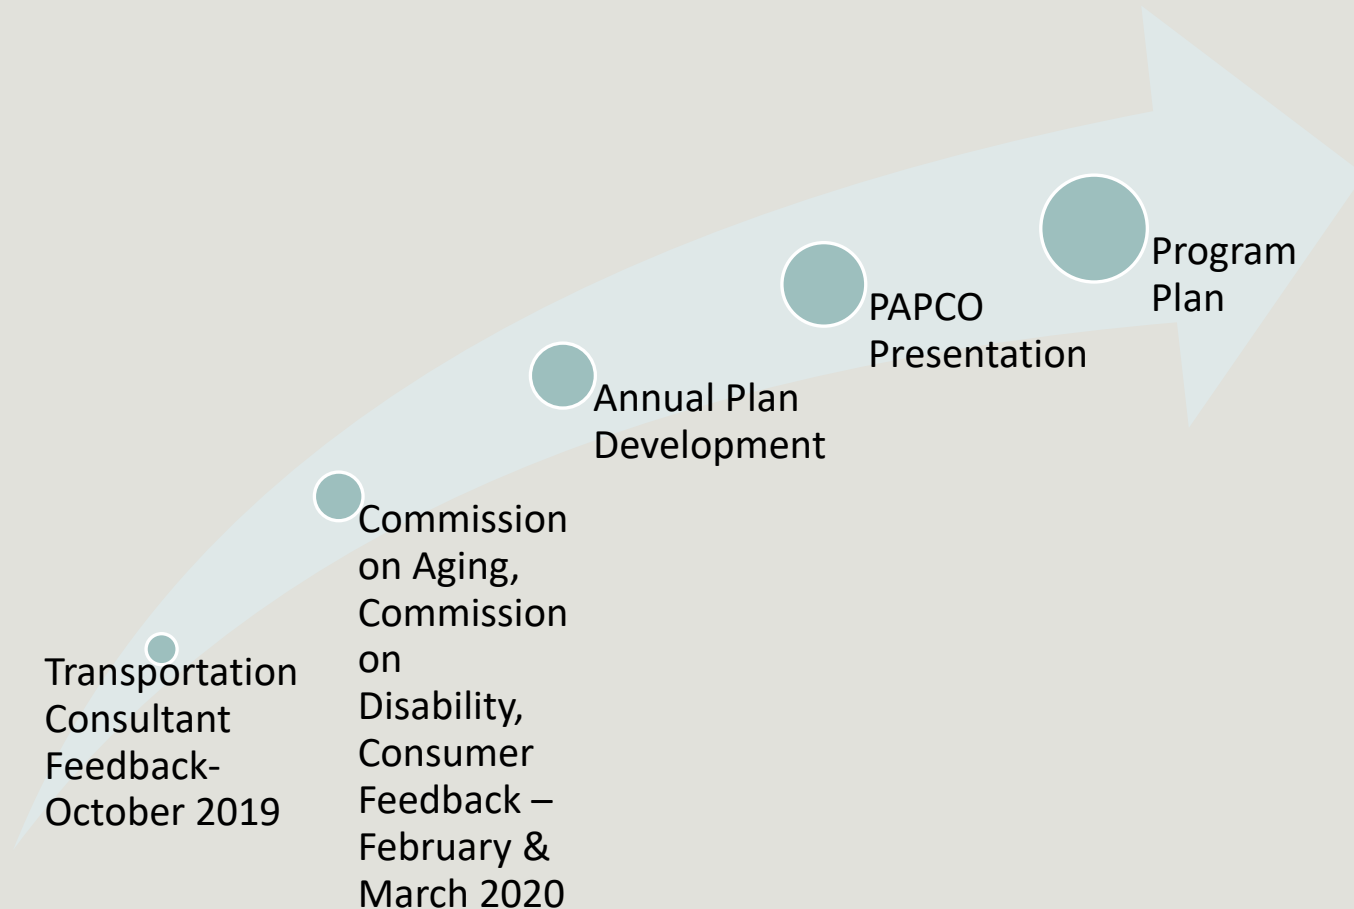 Transportation
Consultant
Feedback-
October 2019
Commission
on Aging,
Commission
on
Disability,
Consumer
Feedback –
February &
March 2020
Annual Plan
Development
PAPCO
Presentation
Program
Plan